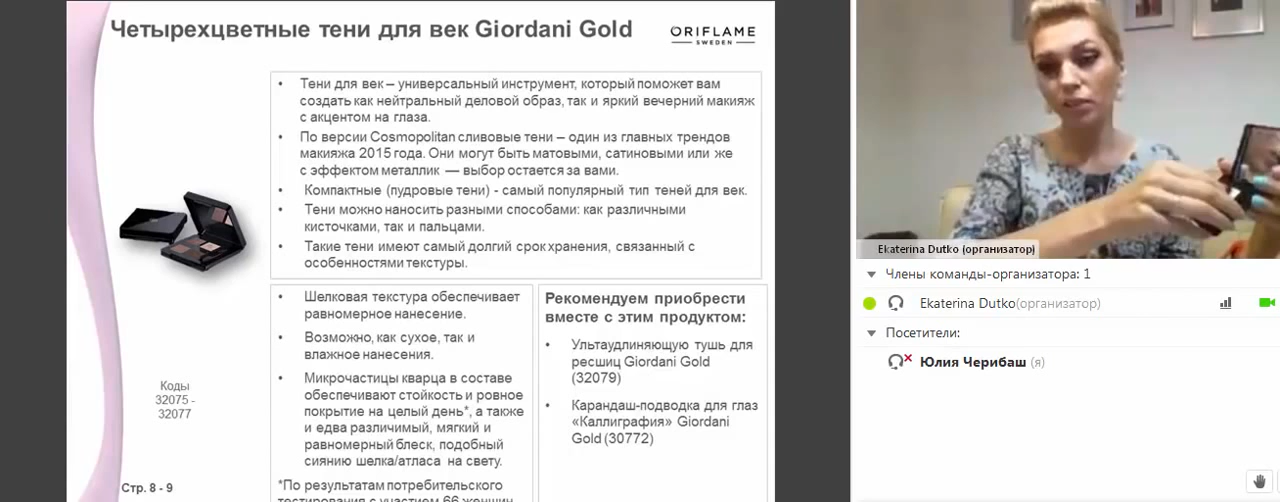 Четырехцветные тени для век Giordani Gold
ORIFLAME
SWEDEN
• Тени для век – универсальный инструмент, который поможет вам
создать как нейтральный деловой образ, так и яркий вечерний макияж
с акцентом на глаза.
• По версии Cosmopolitan сливовые тени – один из главных трендов
макияжа 2015 года. Они могут быть матовыми, сатиновыми или же
с эффектом металлик — выбор остается за вами.
• Компактные (пудровые тени) - самый популярный тип теней для век.
• Тени можно наносить разными способами: как различными
кисточками, так и пальцами.
• Такие тени имеют самый долгий срок хранения, связанный с
особенностями текстуры.
• Шелковая текстура обеспечивает
равномерное нанесение.
• Возможно, как сухое, так и
влажное нанесения.
• Микрочастицы кварца в составе
обеспечивают стойкость и ровное
покрытие на целый день*, а также
и едва различимый, мягкий и
равномерный блеск, подобный
сиянию шелка/атласа на свету.
*По результатам потребительского
тестирования с участием 66 женщин
Рекомендуем приобрести
вместе с этим продуктом:
• Ультаудлиняющую тушь для
ресшиц Giordani Gold
(32079)
• Карандаш-подводка для глаз
«Каллиграфия» Giordani
Gold (30772)
Коды
32075 -
32077
Стр. 8 - 9
Ekaterina Dutko (организатор)
Члены команды-организатора: 1
Ekaterina Dutko(организатор)
Посетители:
Юлия Черибаш (я)